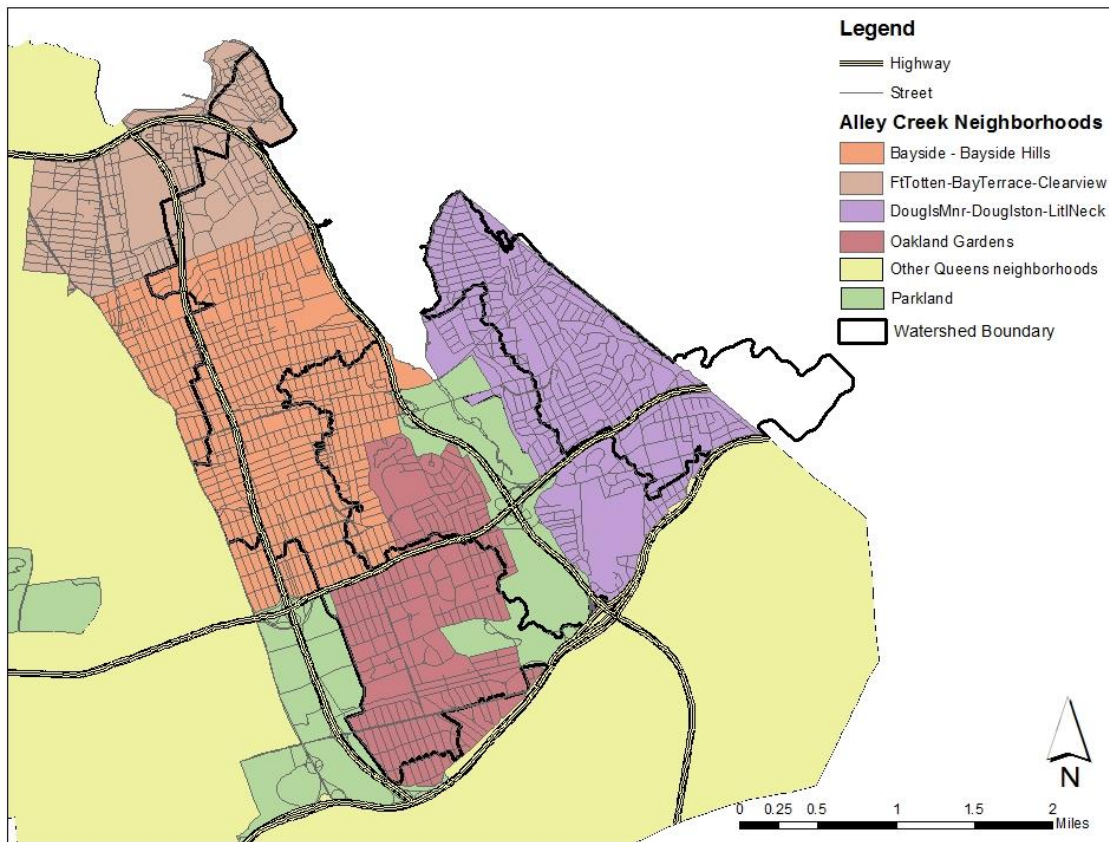 Legend
Highway
Street
Alley Creek Neighborhoods
Bayside - Bayside Hills
FtTotten-BayTerrace-Clearview
DouglsMnr-Douglston-LitlNeck
Oakland Gardens
Other Queens neighborhoods
Parkland
Watershed Boundary
N
0 0.25 0.5 1 1.5 2
Miles